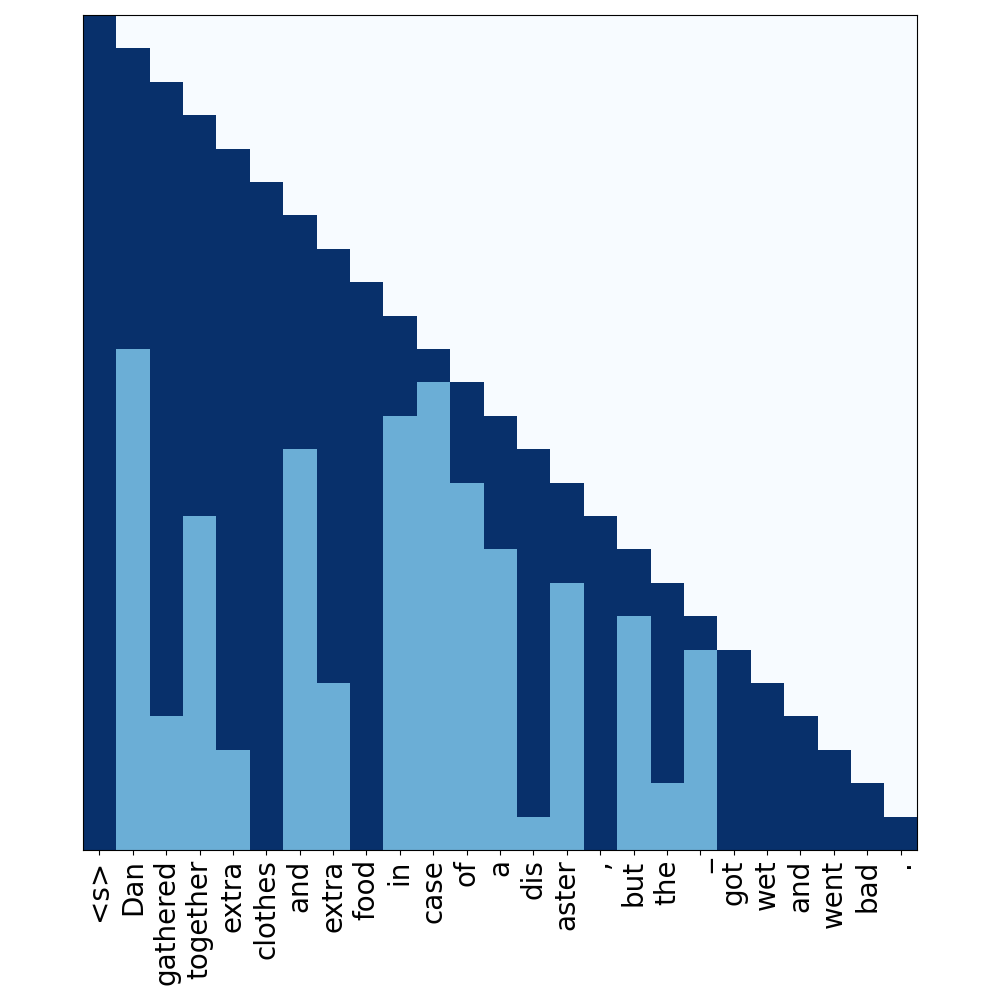 <s> Dan gathered together extra clothes and extra food in case of a dis aster , but the _ got wet and went bad .